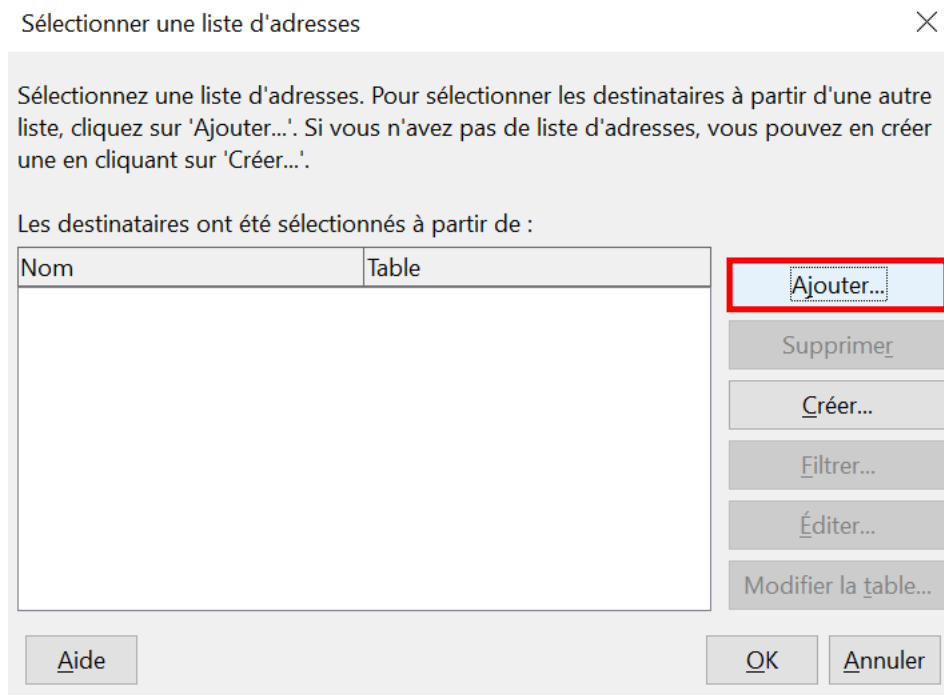 Sélectionner une liste d'adresses
Sélectionnez une liste d'adresses. Pour sélectionner les destinataires à partir d'une autre
liste, cliquez sur 'Ajouter...'. Si vous n'avez pas de liste d'adresses, vous pouvez en créer
une en cliquant sur 'Créer...'.
Les destinataires ont été sélectionnés à partir de :
Nom Table
Ajouter...
Supprimer
Créer...
Filtrer...
Éditer...
Modifier la table...
Aide OK Annuler